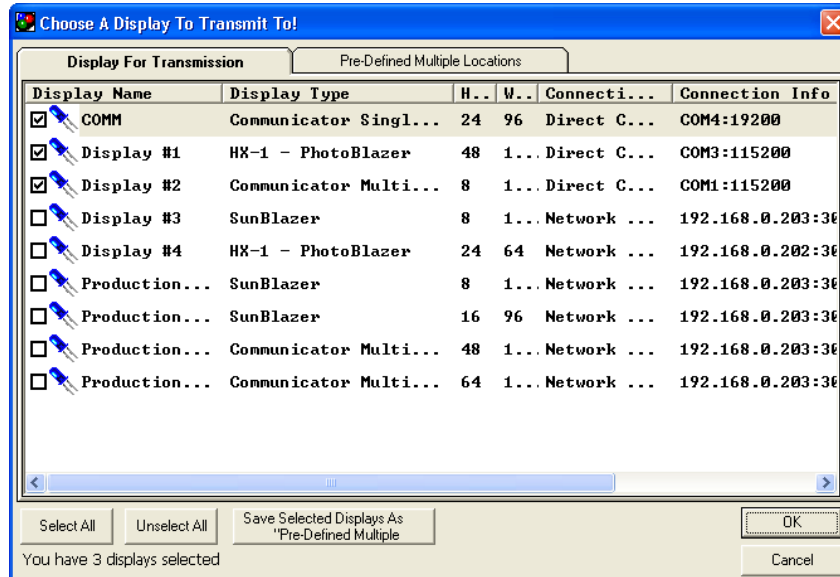 Choose A Display To Transmit To!
Display For Transmission Pre-Defined Multiple Locations
Display Name Display Type H.. W.. Connecti... Connection Info
COMM Communicator Singl... 24 96 Direct C... COM4:19200
Display #1 HX-1 - PhotoBlazer 48 1... Direct C... COM3:115200
Display #2 Communicator Multi... 8 1... Direct C... COM1:115200
Display #3 SunBlazer 8 1... Network ... 192.168.0.203:30
Display #4 HX-1 - PhotoBlazer 24 64 Network ... 192.168.0.202:30
Production... SunBlazer 8 1... Network ... 192.168.0.203:30
Production... SunBlazer 16 96 Network ... 192.168.0.203:30
Production... Communicator Multi... 48 1... Network ... 192.168.0.203:30
Production... Communicator Multi... 64 1... Network ... 192.168.0.203:30
Select All Unselect All Save Selected Displays As
"Pre-Defined Multiple
OK
You have 3 displays selected
Cancel